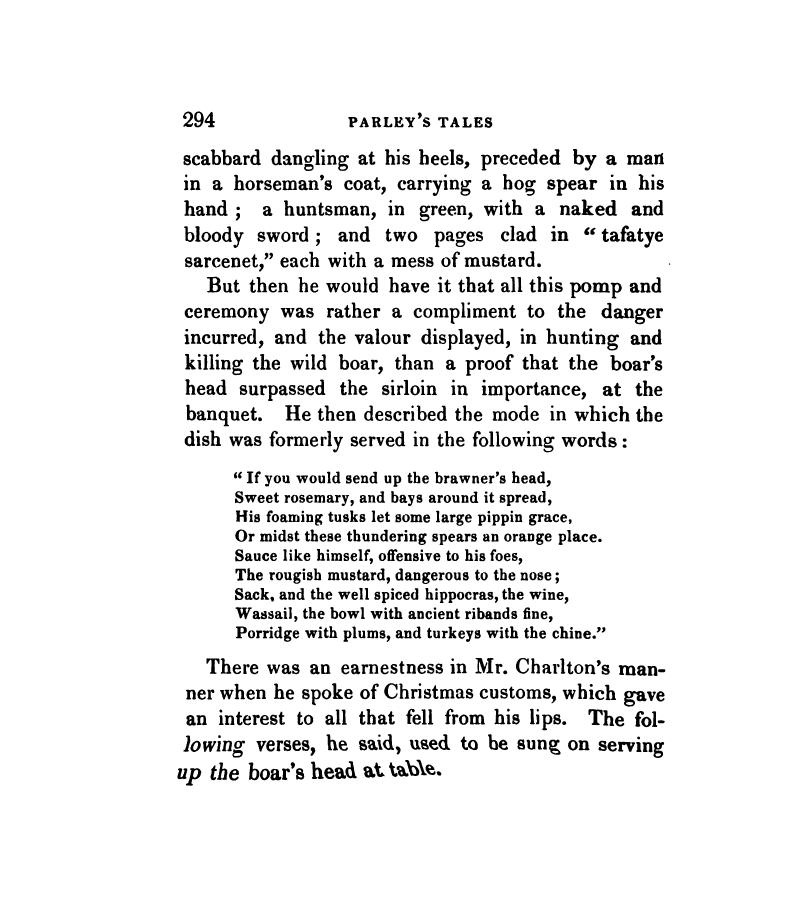 294 PARLEY'S TALES
scabbard dangling at his heels, preceded by a man
in a horseman's coat, carrying a hog spear in his
hand ; a huntsman, in green, with a naked and
bloody sword ; and two pages clad in “ tafatye
sarcenet,” each with a mess of mustard.
But then he would have it that all this pomp and
ceremony was rather a compliment to the danger
incurred, and the valour displayed, in hunting and
killing the wild boar, than a proof that the boar's
head surpassed the sirloin in importance, at the
banquet. He then described the mode in which the
dish was formerly served in the following words :
“ If you would send up the brawner's head,
Sweet rosemary, and bays around it spread,
His foaming tusks let some large pippin grace,
Or midst these thundering spears an orange place.
Sauce like himself, offensive to his foes,
The rougish mustard, dangerous to the nose ;
Sack, and the well spiced hippocras, the wine,
Wassail, the bowl with ancient ribands fine,
Porridge with plums, and turkeys with the chine.”
There was an earnestness in Mr. Charlton's man-
ner when he spoke of Christmas customs, which gave
an interest to all that fell from his lips. The fol-
lowing verses, he said, used to be sung on serving
up the boar's head at table.